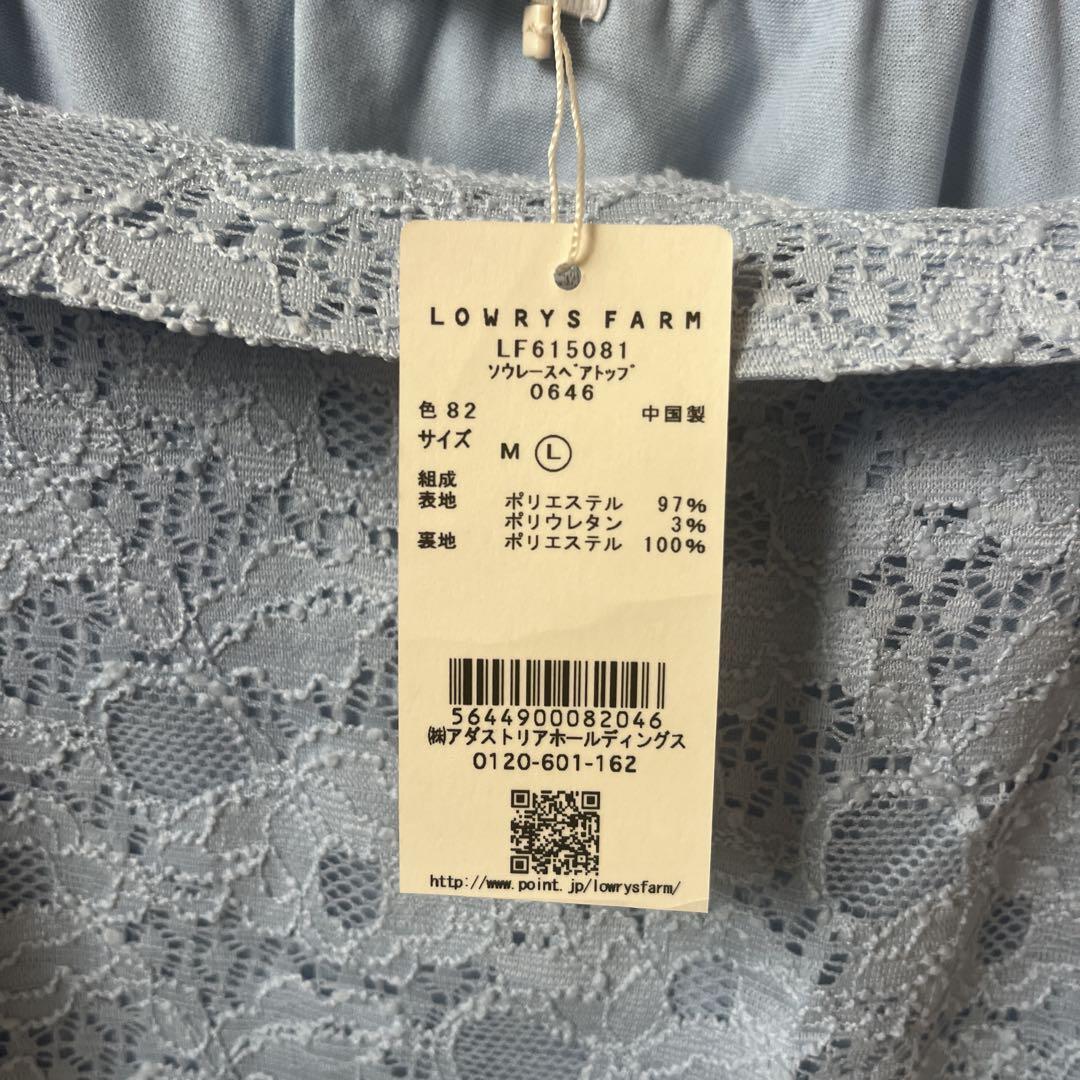 LOWRYS FARM
LF615081
ソウレースベアトップ
0646
色 82 中国製
サイズ M L
組成
表地 ポリエステル 97%
ポリウレタン 3%
裏地 ポリエステル 100%
5644900082046
㈱アダストリアホールディングス
0120-601-162
http://www.point.jp/lowrysfarm/